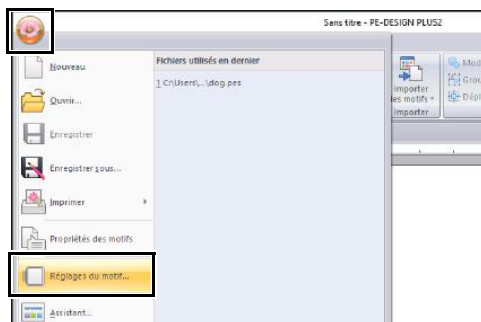 Sans titre - PE-DESIGN PLUS2
Nouveau
Ouvrir...
Enregistrer
Enregistrer sous...
Imprimer
Propriétés des motifs
Réglages du motif...
Assistant...
Fichiers utilisés en dernier
1 C:\Users\...\dog.pes
Importer
des motifs
Importer